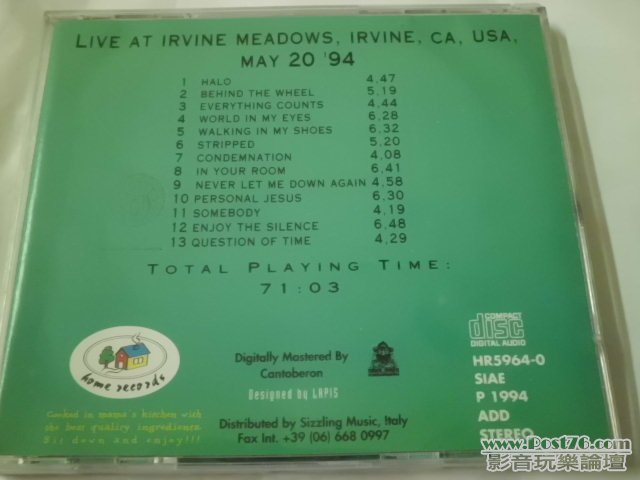 LIVE AT IRVINE MEADOWS, IRVINE, CA, USA,
MAY 20 '94
1 HALO 4,47
2 BEHIND THE WHEEL 5,19
3 EVERYTHING COUNTS 4,44
4 WORLD IN MY EYES 6,28
5 WALKING IN MY SHOES 6,32
6 STRIPPED 5,20
7 CONDEMNATION 4,08
8 IN YOUR ROOM 6,41
9 NEVER LET ME DOWN AGAIN 4,58
10 PERSONAL JESUS 6,30
11 SOMEBODY 4,19
12 ENJOY THE SILENCE 6,48
13 QUESTION OF TIME 4,29
TOTAL PLAYING TIME:
71:03
home records
Cooked in mama's kitchen with
the best quality ingredients.
Sit down and enjoy!!!
Digitally Mastered By
Cantoberon
Designed by LAPIS
Distributed by Sizzling Music, Italy
Fax Int. +39 (06) 668 0997
COMPACT
disc
DIGITAL AUDIO
HR5964-0
SIAE
P 1994
ADD
STEREO
www.Post76.com
影音玩樂論壇